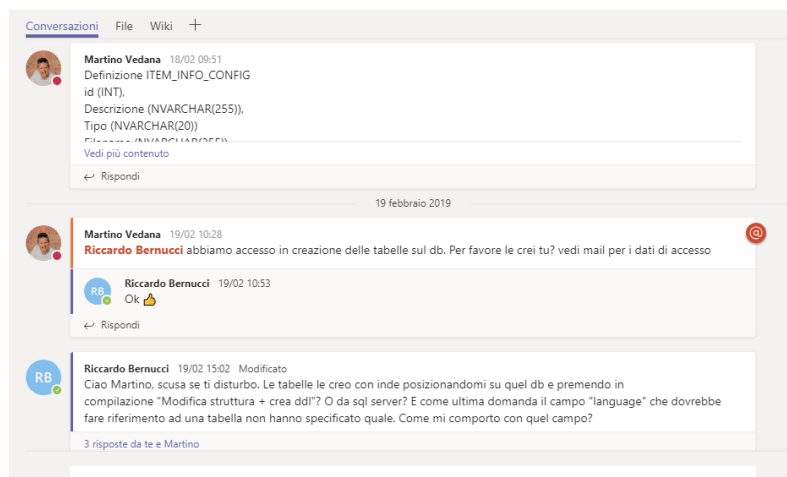 Conversazioni File Wiki +
Martino Vedana 18/02 09:51
Definizione ITEM_INFO_CONFIG
id (INT),
Descrizione (NVARCHAR(255)),
Tipo (NVARCHAR(20))
Filename (NVARCHAR(255))
Vedi più contenuto
Rispondi
19 febbraio 2019
Martino Vedana 19/02 10:28
@
Riccardo Bernucci abbiamo accesso in creazione delle tabelle sul db. Per favore le crei tu? vedi mail per i dati di accesso
RB
Riccardo Bernucci 19/02 10:53
Ok 👍
Rispondi
RB
Riccardo Bernucci 19/02 15:02 Modificato
Ciao Martino, scusa se ti disturbo. Le tabelle le creo con inde posizionandomi su quel db e premendo in
compilazione "Modifica struttura + crea ddl"? O da sql server? E come ultima domanda il campo "language" che dovrebbe
fare riferimento ad una tabella non hanno specificato quale. Come mi comporto con quel campo?
3 risposte da te e Martino